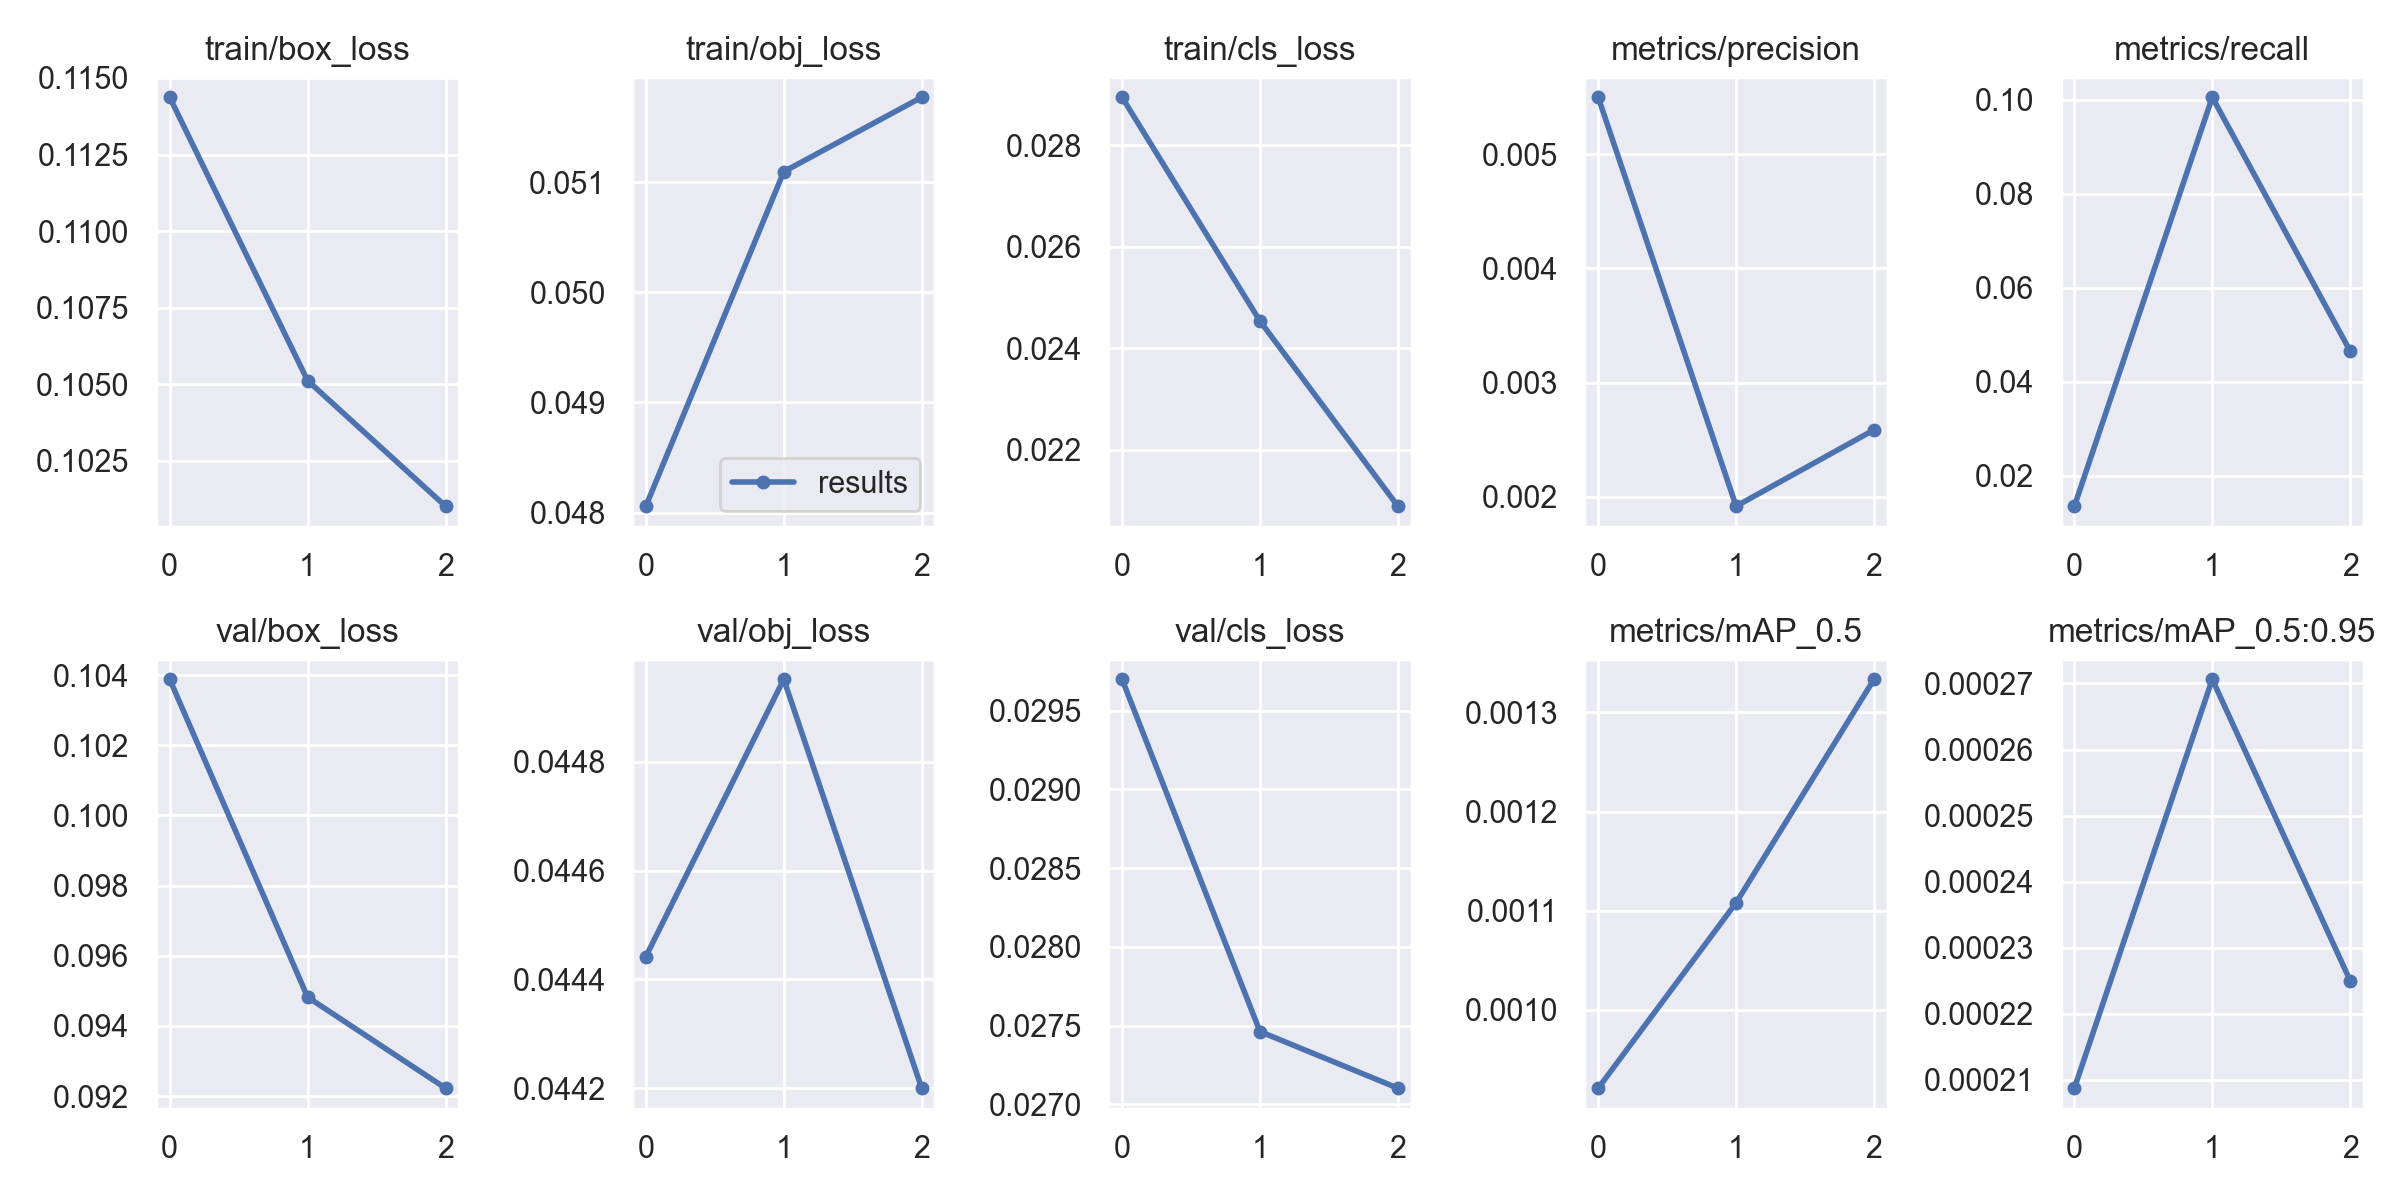 train/box_loss
0.1150
0.1125
0.1100
0.1075
0.1050
0.1025
0 1 2
train/obj_loss
0.051
0.050
0.049
0.048
results
0 1 2
train/cls_loss
0.028
0.026
0.024
0.022
0 1 2
metrics/precision
0.005
0.004
0.003
0.002
0 1 2
metrics/recall
0.10
0.08
0.06
0.04
0.02
0 1 2
val/box_loss
0.104
0.102
0.100
0.098
0.096
0.094
0.092
0 1 2
val/obj_loss
0.0448
0.0446
0.0444
0.0442
0 1 2
val/cls_loss
0.0295
0.0290
0.0285
0.0280
0.0275
0.0270
0 1 2
metrics/mAP_0.5
0.0013
0.0012
0.0011
0.0010
0 1 2
metrics/mAP_0.5:0.95
0.00027
0.00026
0.00025
0.00024
0.00023
0.00022
0.00021
0 1 2